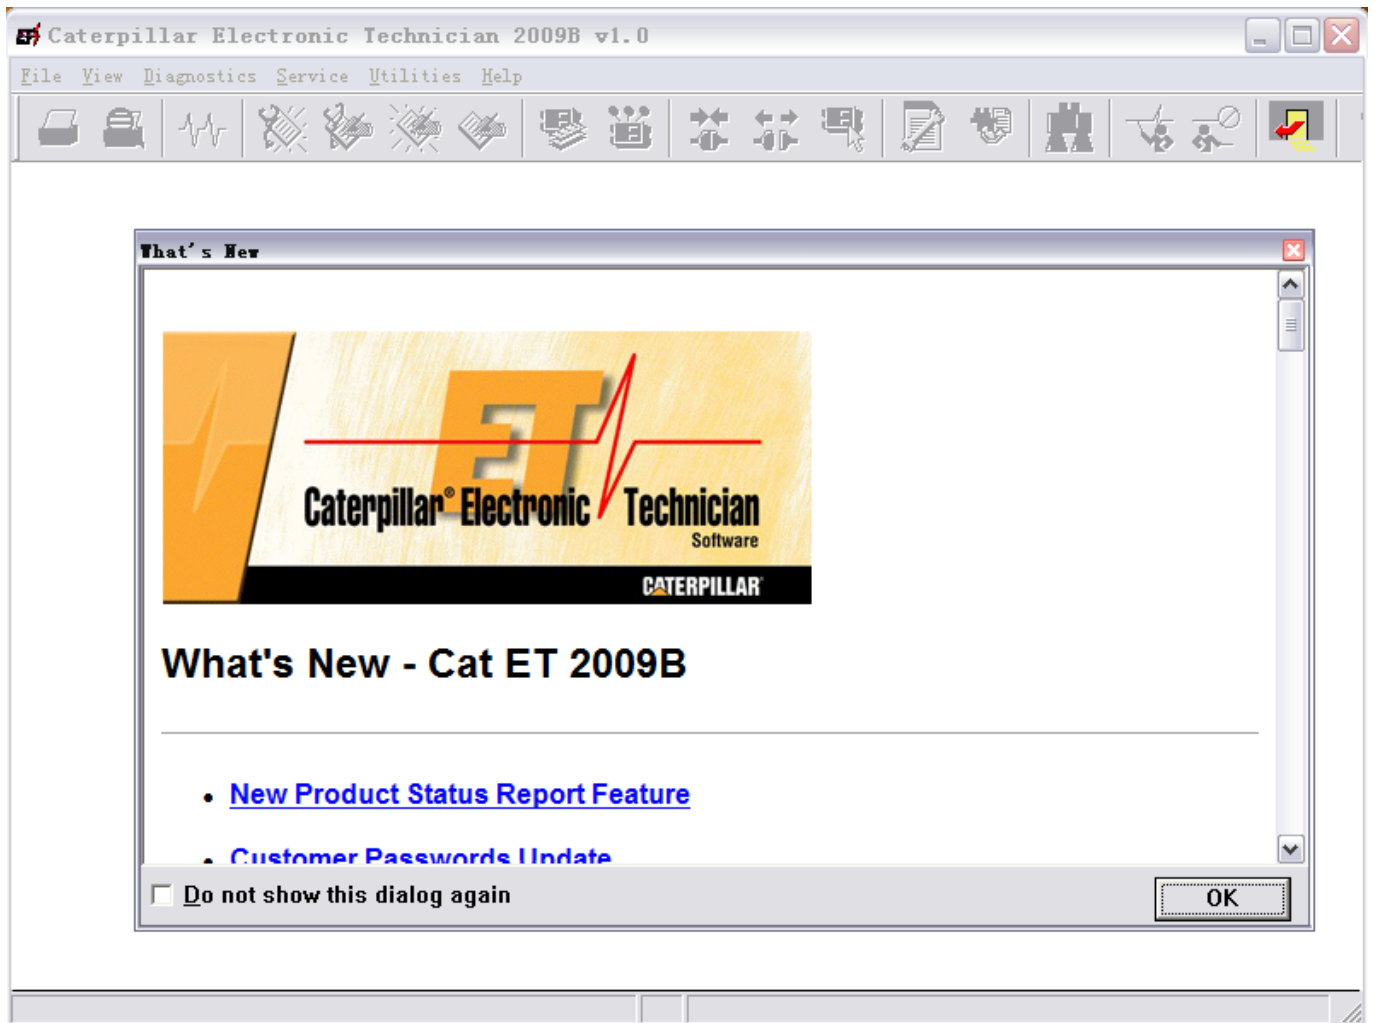 Caterpillar Electronic Technician 2009B v1.0
File View Diagnostics Service Utilities Help
What's New
ET
Caterpillar® Electronic Technician
Software
CATERPILLAR
What's New - Cat ET 2009B
• New Product Status Report Feature
• Customer Passwords Update
Do not show this dialog again
OK